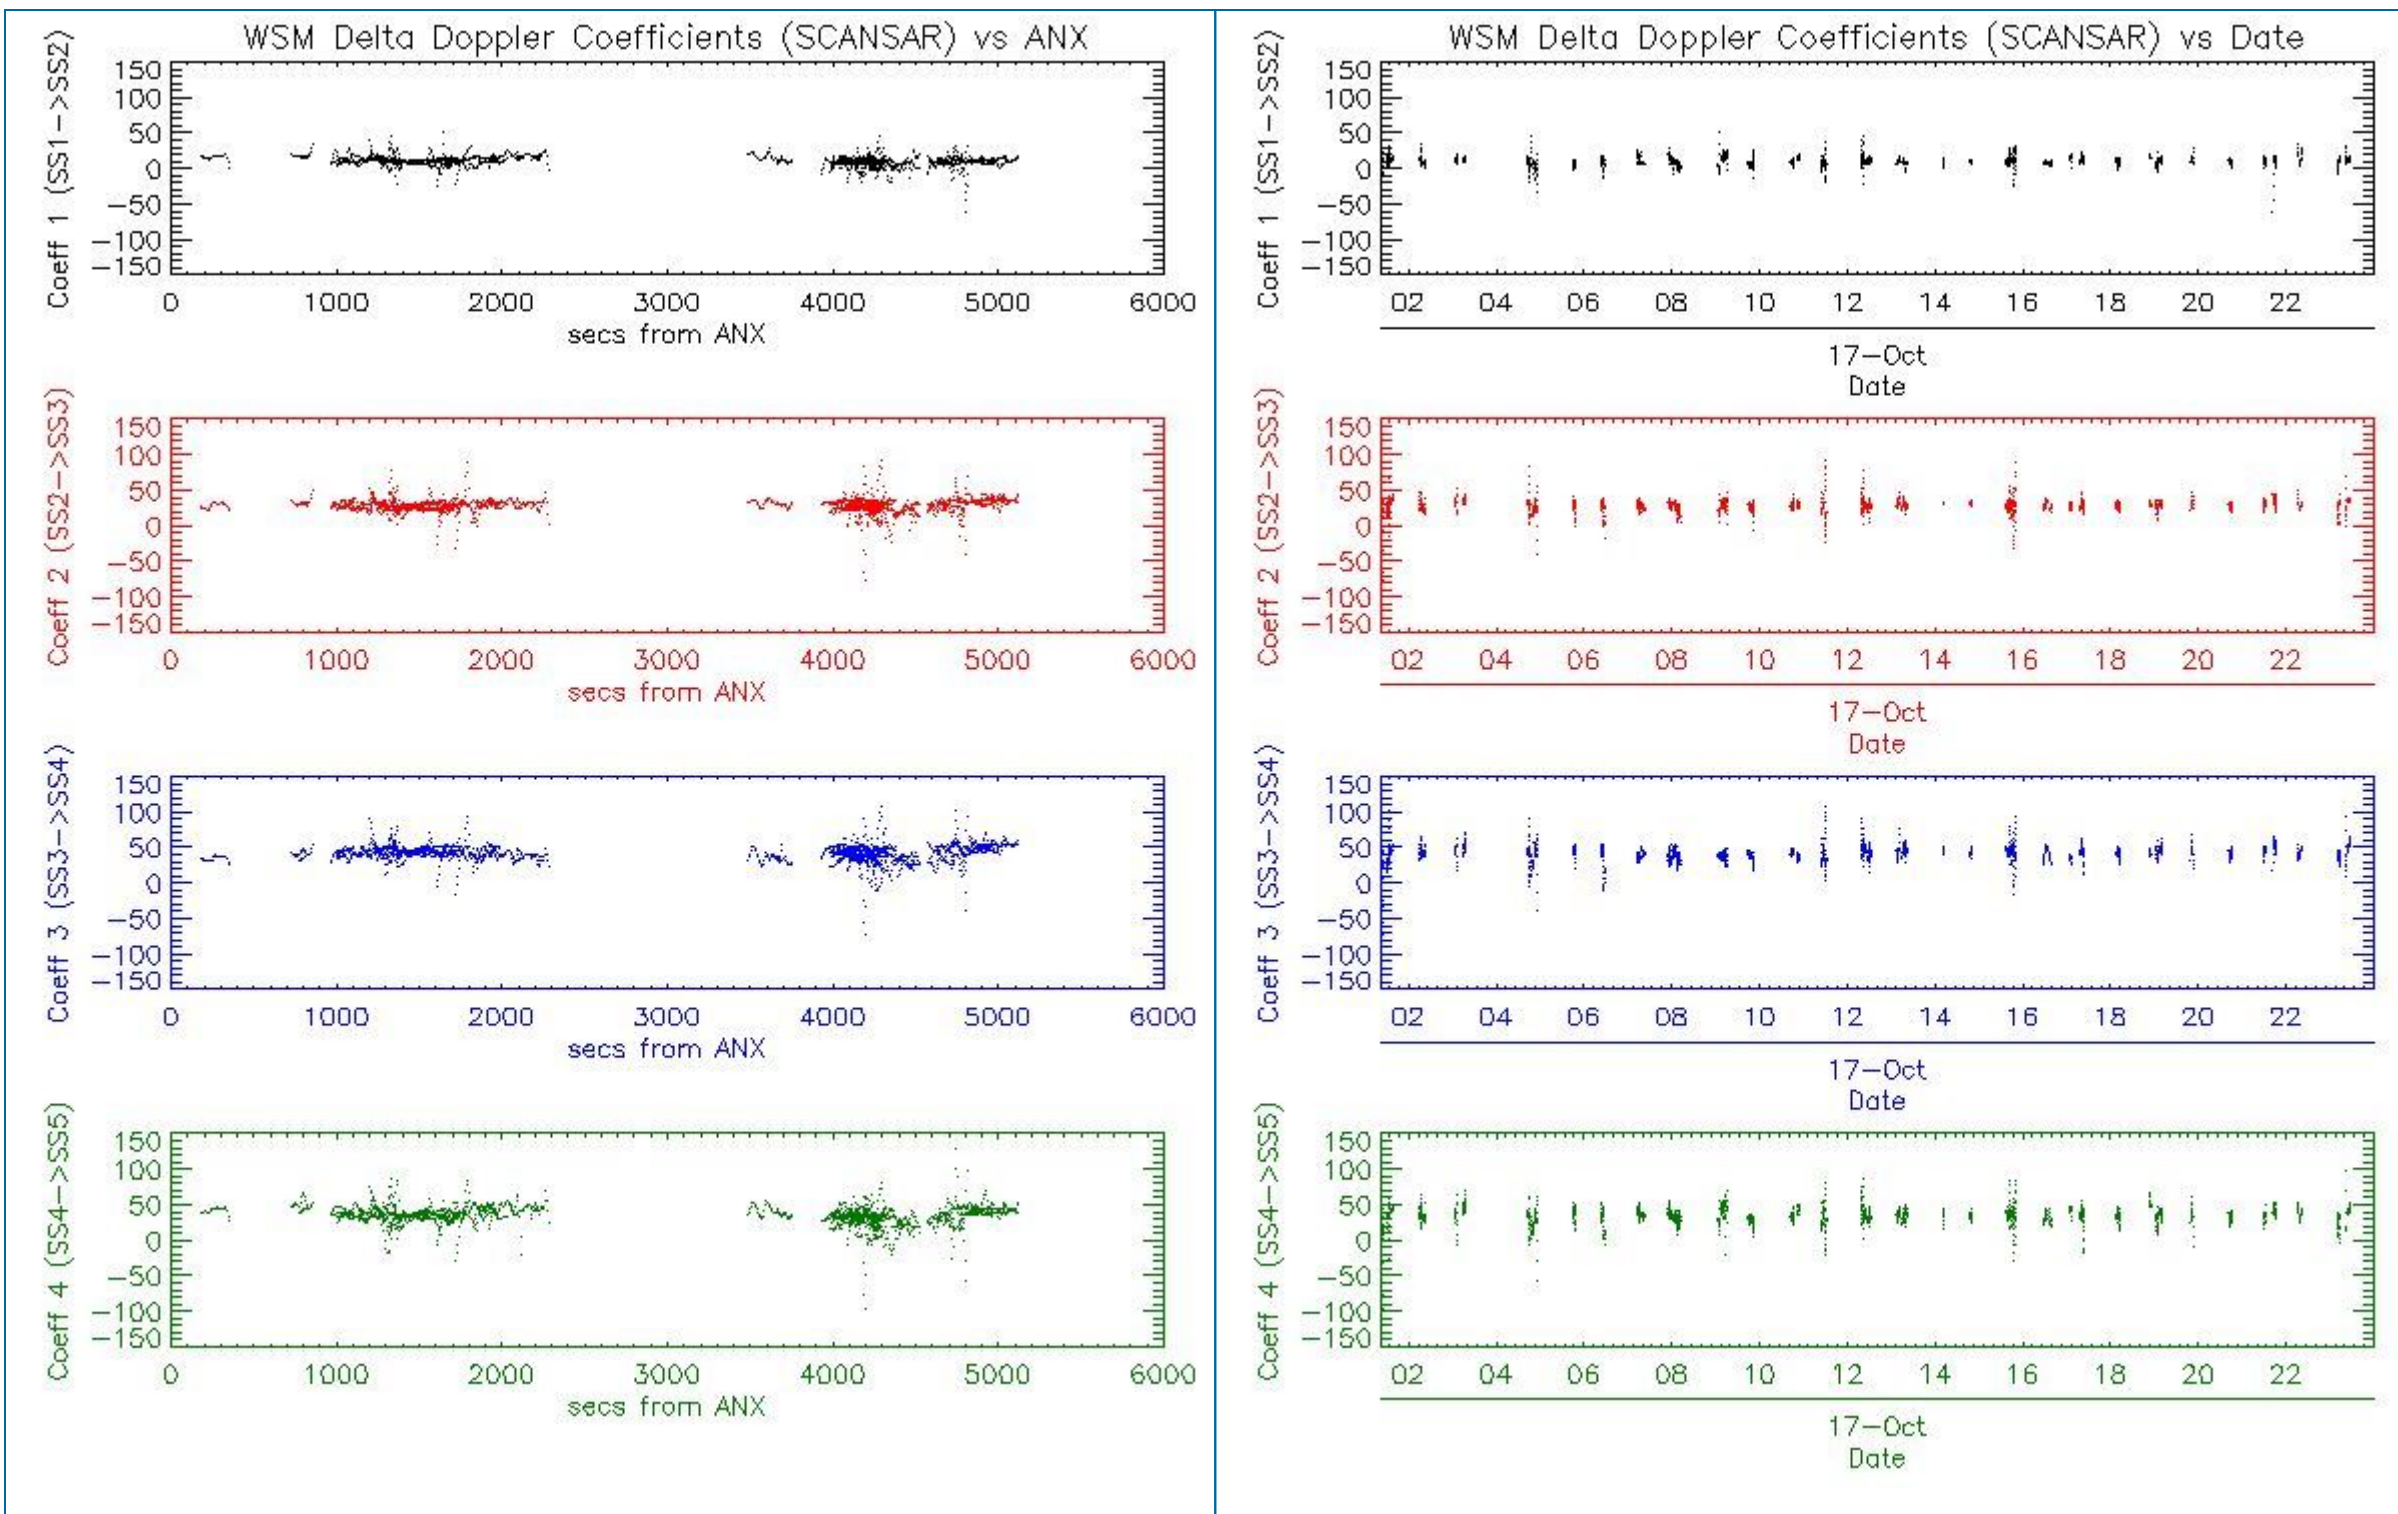 WSM Delta Doppler Coefficients (SCANSAR) vs ANX
Coeff 1 (SS1->SS2)
150
100
50
0
-50
-100
-150
0 1000 2000 3000 4000 5000 6000
secs from ANX
Coeff 2 (SS2->SS3)
150
100
50
0
-50
-100
-150
0 1000 2000 3000 4000 5000 6000
secs from ANX
Coeff 3 (SS3->SS4)
150
100
50
0
-50
-100
-150
0 1000 2000 3000 4000 5000 6000
secs from ANX
Coeff 4 (SS4->SS5)
150
100
50
0
-50
-100
-150
0 1000 2000 3000 4000 5000 6000
secs from ANX
WSM Delta Doppler Coefficients (SCANSAR) vs Date
Coeff 1 (SS1->SS2)
150
100
50
0
-50
-100
-150
02 04 06 08 10 12 14 16 18 20 22
17-Oct
Date
Coeff 2 (SS2->SS3)
150
100
50
0
-50
-100
-150
02 04 06 08 10 12 14 16 18 20 22
17-Oct
Date
Coeff 3 (SS3->SS4)
150
100
50
0
-50
-100
-150
02 04 06 08 10 12 14 16 18 20 22
17-Oct
Date
Coeff 4 (SS4->SS5)
150
100
50
0
-50
-100
-150
02 04 06 08 10 12 14 16 18 20 22
17-Oct
Date